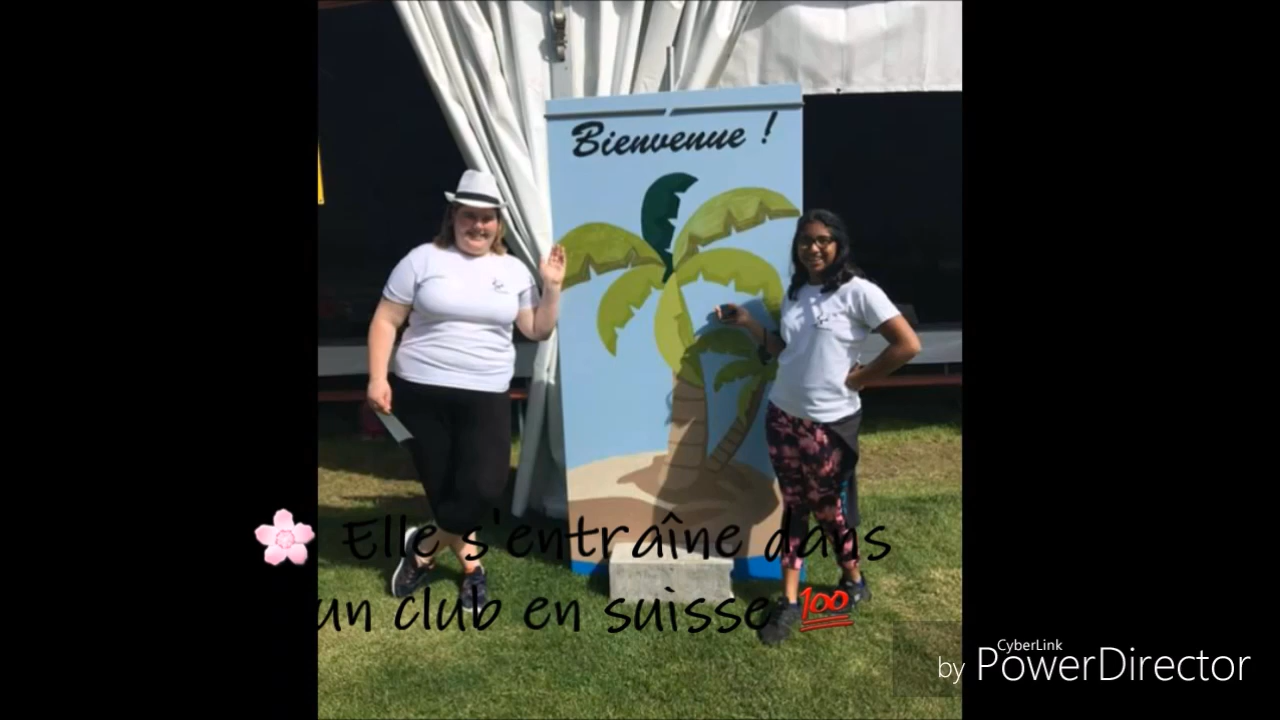 Bienvenue !
🌸 Elle s'entraîne dans
un club en suisse 💯
CyberLink
by PowerDirector